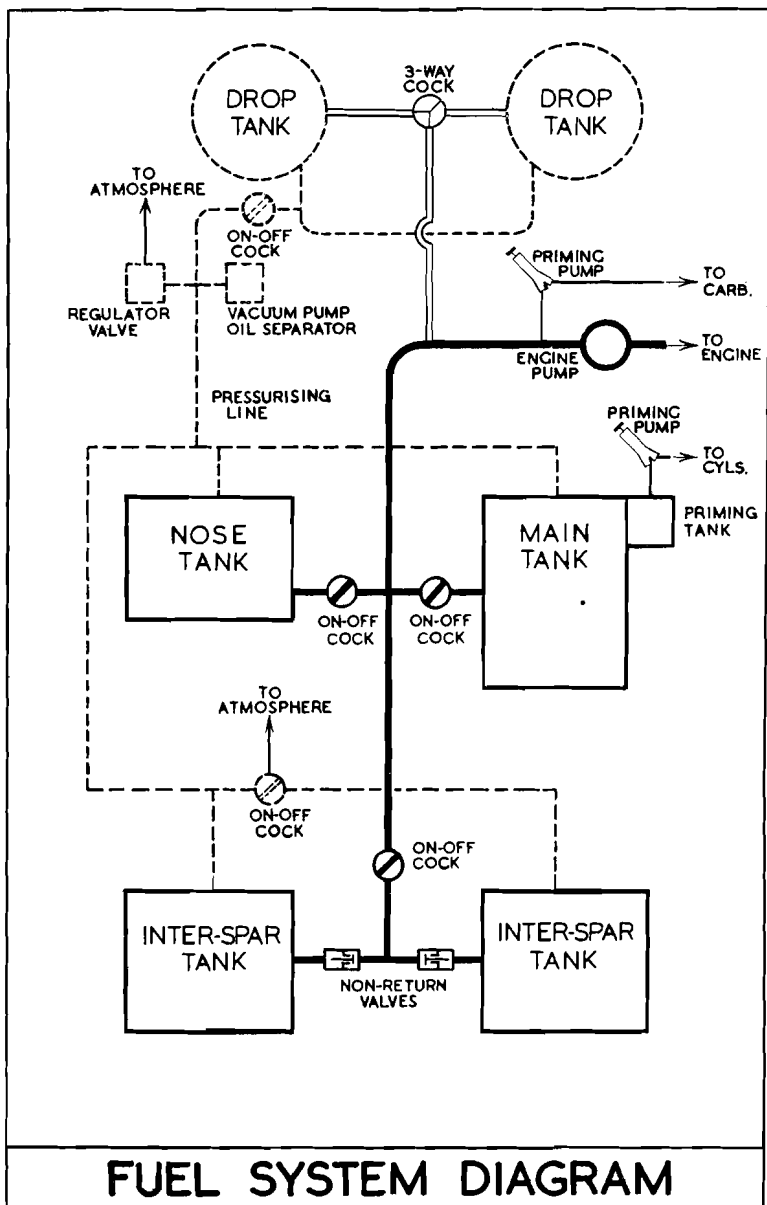 3-WAY
COCK
DROP
TANK
DROP
TANK
TO
ATMOSPHERE
ON-OFF
COCK
REGULATOR
VALVE
VACUUM PUMP
OIL SEPARATOR
PRIMING
PUMP
TO
CARB.
ENGINE
PUMP
TO
ENGINE
PRESSURISING
LINE
PRIMING
PUMP
TO
CYLS.
NOSE
TANK
MAIN
TANK
PRIMING
TANK
ON-OFF
COCK
ON-OFF
COCK
TO
ATMOSPHERE
ON-OFF
COCK
ON-OFF
COCK
INTER-SPAR
TANK
INTER-SPAR
TANK
NON-RETURN
VALVES
FUEL SYSTEM DIAGRAM